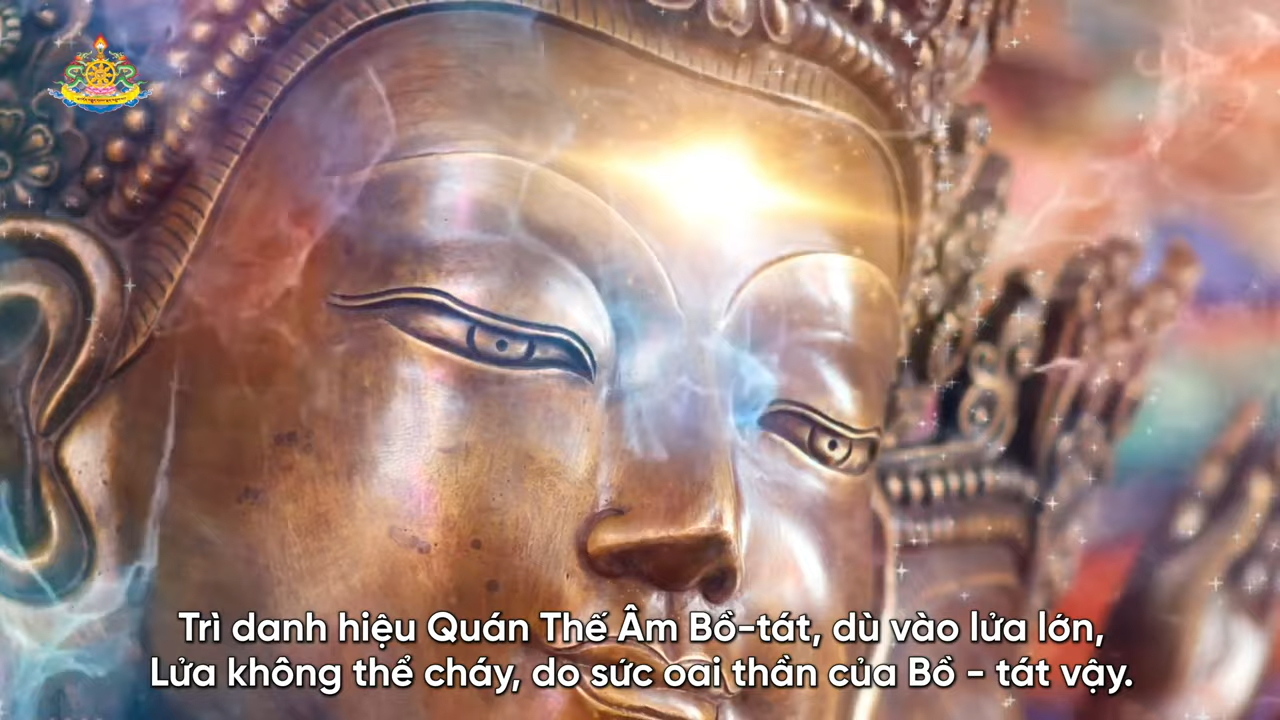 Trì danh hiệu Quán Thế Âm Bồ-tát, dù vào lửa lớn,
Lửa không thể cháy, do sức oai thần của Bồ - tát vậy.